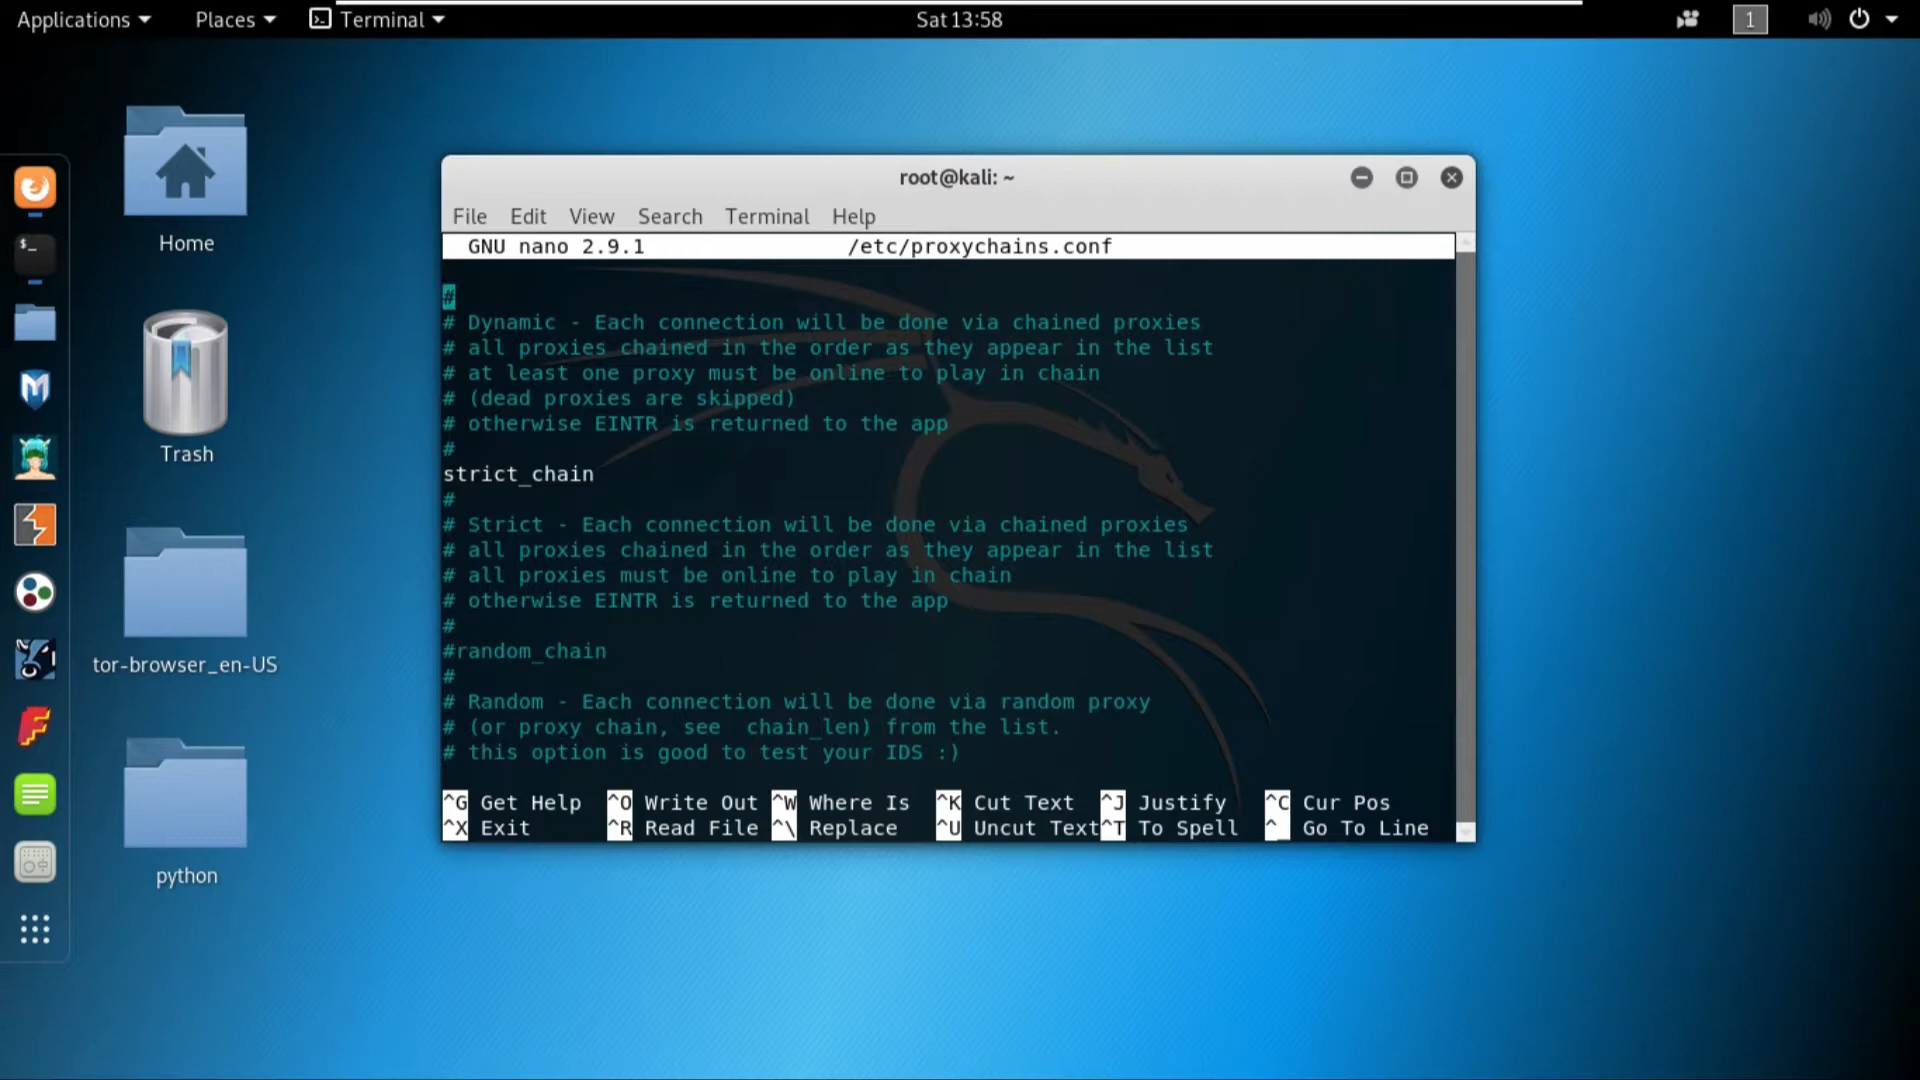 Applications Places Terminal Sat 13:58 1
root@kali: ~
File Edit View Search Terminal Help
GNU nano 2.9.1 /etc/proxychains.conf
#
# Dynamic - Each connection will be done via chained proxies
# all proxies chained in the order as they appear in the list
# at least one proxy must be online to play in chain
# (dead proxies are skipped)
# otherwise EINTR is returned to the app
#
strict_chain
#
# Strict - Each connection will be done via chained proxies
# all proxies chained in the order as they appear in the list
# all proxies must be online to play in chain
# otherwise EINTR is returned to the app
#
#random_chain
#
# Random - Each connection will be done via random proxy
# (or proxy chain, see  chain_len) from the list.
# this option is good to test your IDS :)
^G Get Help ^O Write Out ^W Where Is ^K Cut Text ^J Justify ^C Cur Pos
^X Exit ^R Read File ^\ Replace ^U Uncut Text ^T To Spell ^_ Go To Line
Home
Trash
tor-browser_en-US
python
$_